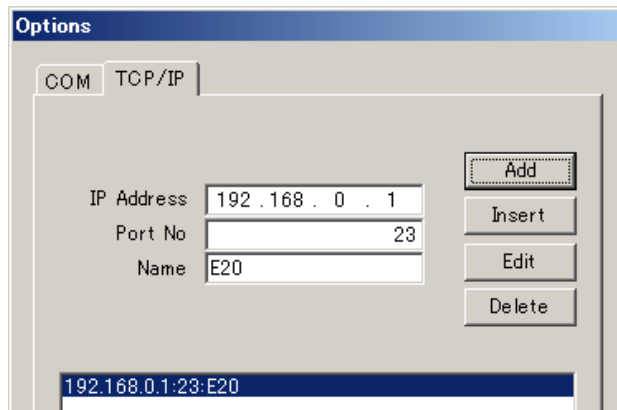 Options
COM TCP/IP
Add
IP Address 192 .168 . 0 . 1
Insert
Port No 23
Name E20
Edit
Delete
192.168.0.1:23:E20